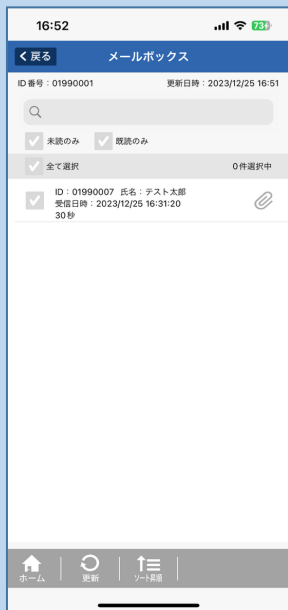 16:52
73
戻る メールボックス
ID番号：01990001 更新日時：2023/12/25 16:51
未読のみ 既読のみ
全て選択 0件選択中
ID：01990007 氏名：テスト太郎
受信日時：2023/12/25 16:31:20
30秒
ホーム 更新 ソート昇順